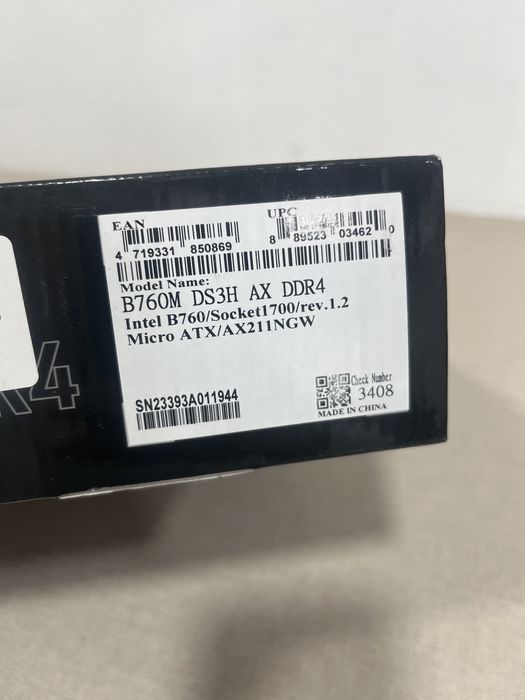 EAN
UPC
4 719331 850869
8 89523 03462 0
Model Name:
B760M DS3H AX DDR4
Intel B760/Socket1700/rev.1.2
Micro ATX/AX211NGW
SN23393A011944
Check Number
3408
MADE IN CHINA
R4